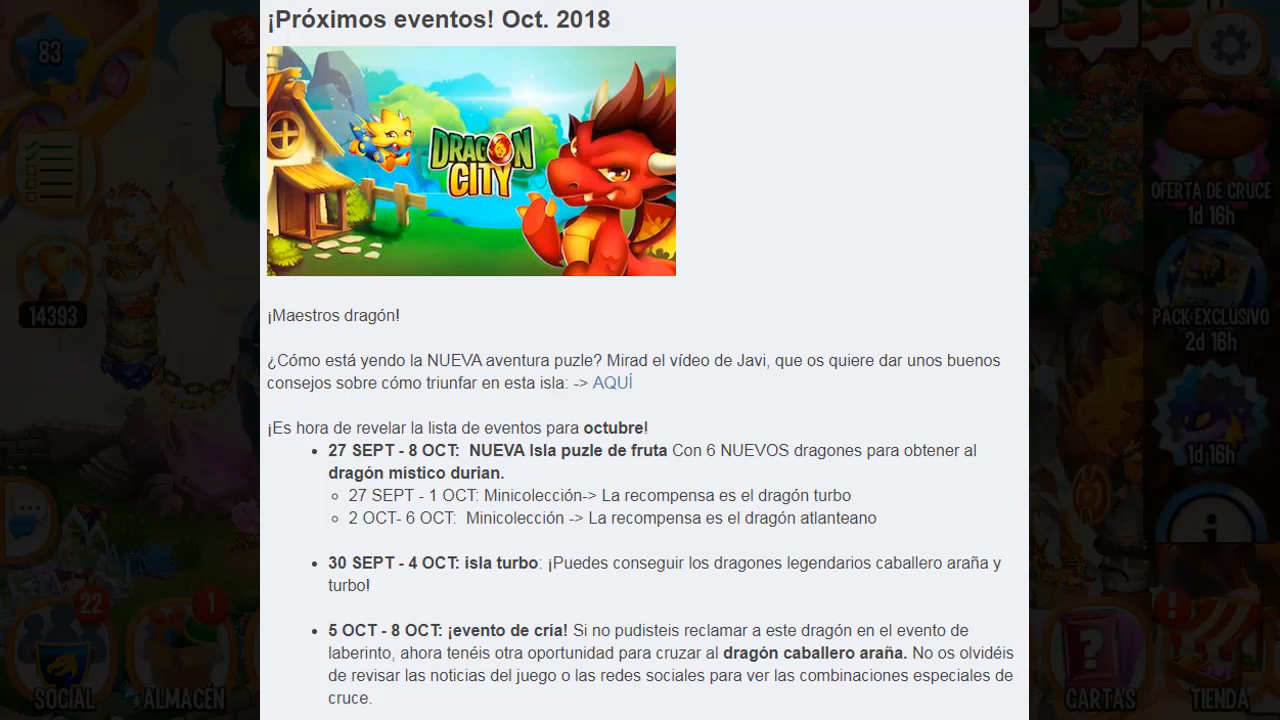 ¡Próximos eventos! Oct. 2018
DRAGON
CITY
¡Maestros dragón!
¿Cómo está yendo la NUEVA aventura puzle? Mirad el vídeo de Javi, que os quiere dar unos buenos
consejos sobre cómo triunfar en esta isla: -> AQUÍ
¡Es hora de revelar la lista de eventos para octubre!
27 SEPT - 8 OCT:  NUEVA Isla puzle de fruta Con 6 NUEVOS dragones para obtener al
dragón místico durian.
27 SEPT - 1 OCT: Minicolección-> La recompensa es el dragón turbo
2 OCT- 6 OCT:  Minicolección -> La recompensa es el dragón atlanteano
30 SEPT - 4 OCT: isla turbo: ¡Puedes conseguir los dragones legendarios caballero araña y
turbo!
5 OCT - 8 OCT: ¡evento de cría! Si no pudisteis reclamar a este dragón en el evento de
laberinto, ahora tenéis otra oportunidad para cruzar al dragón caballero araña. No os olvidéis
de revisar las noticias del juego o las redes sociales para ver las combinaciones especiales de
cruce.
83
14393
22
SOCIAL
1
ALMACÉN
OFERTA DE CRUCE
1d 16h
PACK EXCLUSIVO
2d 16h
1d 16h
i
?
CARTAS
!
TIENDA